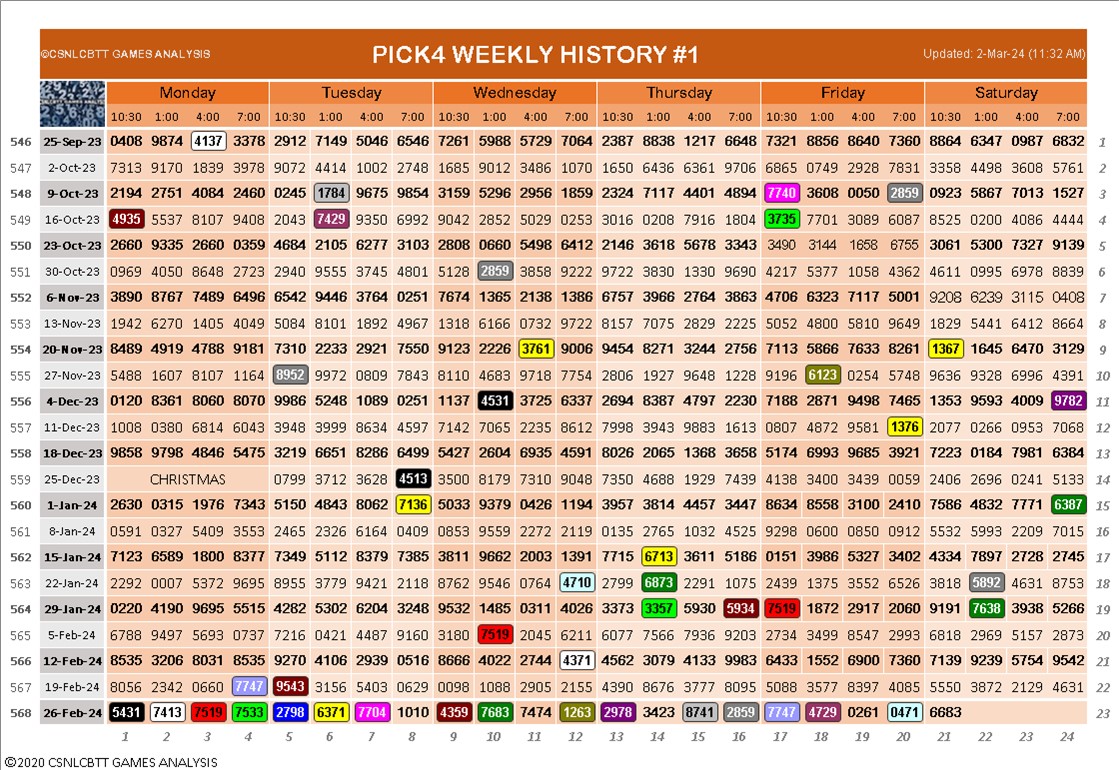 ©CSNLCBTT GAMES ANALYSIS PICK4 WEEKLY HISTORY #1 Updated: 2-Mar-24 (11:32 AM)
Monday Tuesday Wednesday Thursday Friday Saturday
10:30 1:00 4:00 7:00 10:30 1:00 4:00 7:00 10:30 1:00 4:00 7:00 10:30 1:00 4:00 7:00 10:30 1:00 4:00 7:00 10:30 1:00 4:00 7:00
546 25-Sep-23 0408 9874 4137 3378 2912 7149 5046 6546 7261 5988 5729 7064 2387 8838 1217 6648 7321 8856 8640 7360 8864 6347 0987 6832 1
547 2-Oct-23 7313 9170 1839 3978 9072 4414 1002 2748 1685 9012 3486 1070 1650 6436 6361 9706 6865 0749 2928 7831 3358 4498 3608 5761 2
548 9-Oct-23 2194 2751 4084 2460 0245 1784 9675 9854 3159 5296 2956 1859 2324 7117 4401 4894 7740 3608 0050 2859 0923 5867 7013 1527 3
549 16-Oct-23 4935 5537 8107 9408 2043 7429 9350 6992 9042 2852 5029 0253 3016 0208 7916 1804 3735 7701 3089 6087 8525 0200 4086 4444 4
550 23-Oct-23 2660 9335 2660 0359 4684 2105 6277 3103 2808 0660 5498 6412 2146 3618 5678 3343 3490 3144 1658 6755 3061 5300 7327 9139 5
551 30-Oct-23 0969 4050 8648 2723 2940 9555 3745 4801 5128 2859 3858 9222 9722 3830 1330 9690 4217 5377 1058 4362 4611 0995 6978 8839 6
552 6-Nov-23 3890 8767 7489 6496 6542 9446 3764 0251 7674 1365 2138 1386 6757 3966 2764 3863 4706 6323 7117 5001 9208 6239 3115 0408 7
553 13-Nov-23 1942 6270 1405 4049 5084 8101 1892 4967 1318 6166 0732 9722 8157 7075 2829 2225 5052 4800 5810 9649 1829 5441 6412 8664 8
554 20-Nov-23 8489 4919 4788 9181 7310 2233 2921 7550 9123 2226 3761 9006 9454 8271 3244 2756 7113 5866 7633 8261 1367 1645 6470 3129 9
555 27-Nov-23 5488 1607 8107 1164 8952 9972 0809 7843 8110 4683 9718 7754 2806 1927 9648 1228 9196 6123 0254 5748 9636 9328 6996 4391 10
556 4-Dec-23 0120 8361 8060 8070 9986 5248 1089 0251 1137 4531 3725 6337 2694 8387 4797 2230 7188 2871 9498 7465 1353 9593 4009 9782 11
557 11-Dec-23 1008 0380 6814 6043 3948 3999 8634 4597 7142 7065 2235 8612 7998 3943 9883 1613 0807 4872 9581 1376 2077 0266 0953 7068 12
558 18-Dec-23 9858 9798 4846 5475 3219 6651 8286 6499 5427 2604 6935 4591 8026 2065 1368 3658 5174 6993 9685 3921 7223 0184 7981 6384 13
559 25-Dec-23 CHRISTMAS 0799 3712 3628 4513 3500 8179 7310 9048 7350 4688 1929 7439 4138 3400 3439 0059 2406 2696 0241 5133 14
560 1-Jan-24 2630 0315 1976 7343 5150 4843 8062 7136 5033 9379 0426 1194 3957 3814 4457 3447 8634 8558 3100 2410 7586 4832 7771 6387 15
561 8-Jan-24 0591 0327 5409 3553 2465 2326 6164 0409 0853 9559 2272 2119 0135 2765 1032 4525 9298 0600 0850 0912 5532 5993 2209 7015 16
562 15-Jan-24 7123 6589 1800 8377 7349 5112 8379 7385 3811 9662 2003 1391 7715 6713 3611 5186 0151 3986 5327 3402 4334 7897 2728 2745 17
563 22-Jan-24 2292 0007 5372 9695 8955 3779 9421 2118 8762 9546 0764 4710 2799 6873 2291 1075 2439 1375 3552 6526 3818 5892 4631 8753 18
564 29-Jan-24 0220 4190 9695 5515 4282 5302 6204 3248 9532 1485 0311 4026 3373 3357 5930 5934 7519 1872 2917 2060 9191 7638 3938 5266 19
565 5-Feb-24 6788 9497 5693 0737 7216 0421 4487 9160 3180 7519 2045 6211 6077 7566 7936 9203 2734 3499 8547 2993 6818 2969 5157 2873 20
566 12-Feb-24 8535 3206 8031 8535 9270 4106 2939 0516 8666 4022 2744 4371 4562 3079 4133 9983 6433 1552 6900 7360 7139 9239 5754 9542 21
567 19-Feb-24 8056 2342 0660 7747 9543 3156 5403 0629 0098 1088 2905 2155 4390 8676 3777 8095 5088 3577 8397 4085 5550 3872 2129 4631 22
568 26-Feb-24 5431 7413 7519 7533 2798 6371 7704 1010 4359 7683 7474 1263 2978 3423 8741 2859 7747 4729 0261 0471 6683 23
1 2 3 4 5 6 7 8 9 10 11 12 13 14 15 16 17 18 19 20 21 22 23 24
©2020 CSNLCBTT GAMES ANALYSIS